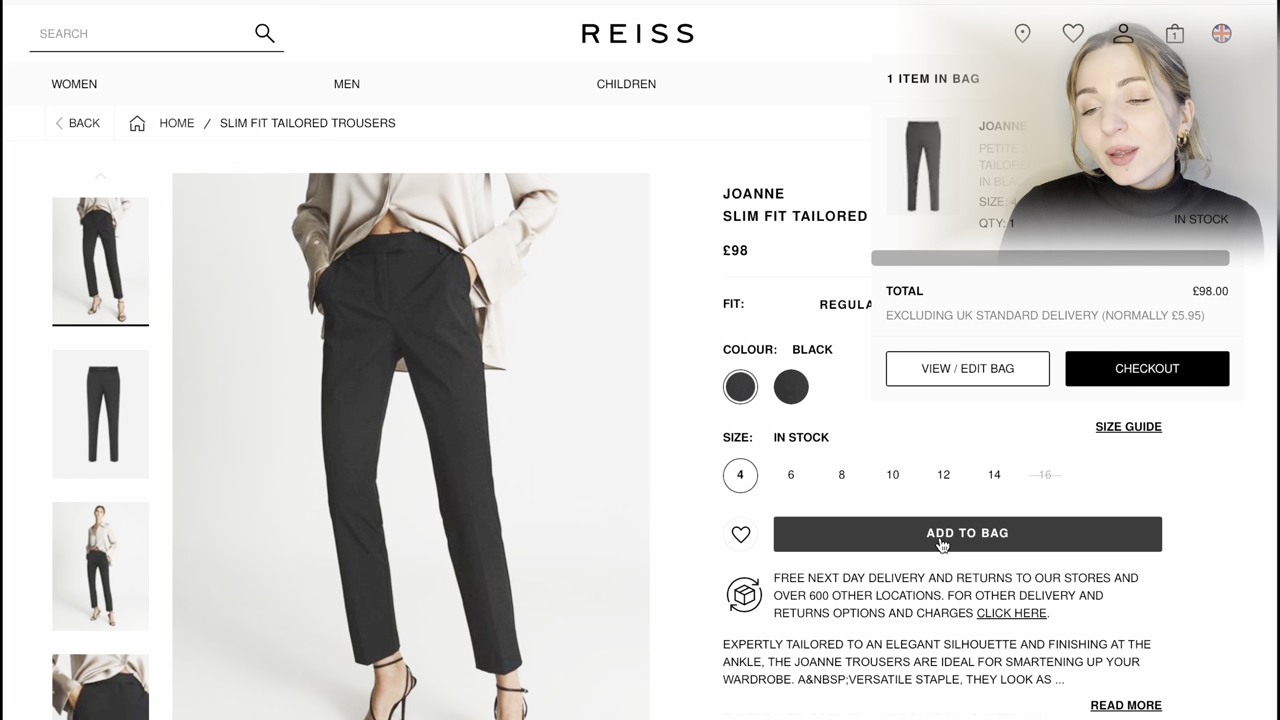 SEARCH
REISS
1
WOMEN
MEN
CHILDREN
BACK
HOME / SLIM FIT TAILORED TROUSERS
1 ITEM IN BAG
JOANNE
PETITE
IN
SIZE: 4
QTY: 1
IN STOCK
TOTAL
£98.00
EXCLUDING UK STANDARD DELIVERY (NORMALLY £5.95)
VIEW / EDIT BAG
CHECKOUT
JOANNE
SLIM FIT TAILORED
£98
FIT:
COLOUR: BLACK
SIZE GUIDE
SIZE: IN STOCK
4 6 8 10 12 14 16
ADD TO BAG
FREE NEXT DAY DELIVERY AND RETURNS TO OUR STORES AND
OVER 600 OTHER LOCATIONS. FOR OTHER DELIVERY AND
RETURNS OPTIONS AND CHARGES CLICK HERE.
EXPERTLY TAILORED TO AN ELEGANT SILHOUETTE AND FINISHING AT THE
ANKLE, THE JOANNE TROUSERS ARE IDEAL FOR SMARTENING UP YOUR
WARDROBE. A&NBSP;VERSATILE STAPLE, THEY LOOK AS ...
READ MORE